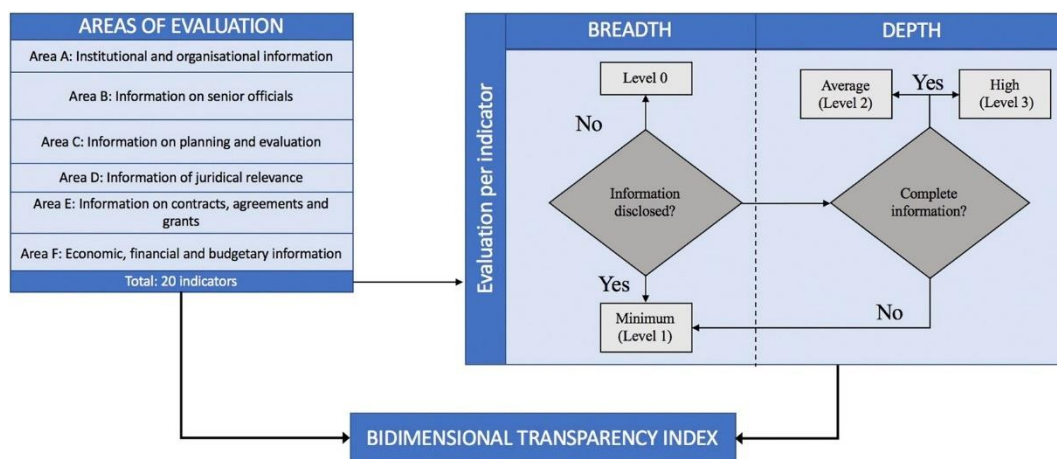 AREAS OF EVALUATION
Area A: Institutional and organisational information
Area B: Information on senior officials
Area C: Information on planning and evaluation
Area D: Information of juridical relevance
Area E: Information on contracts, agreements and
grants
Area F: Economic, financial and budgetary information
Total: 20 indicators
Evaluation per indicator
BREADTH
DEPTH
Level 0
No
Information
disclosed?
Yes
Minimum
(Level 1)
Average
(Level 2)
Yes
High
(Level 3)
Complete
information?
No
BIDIMENSIONAL TRANSPARENCY INDEX